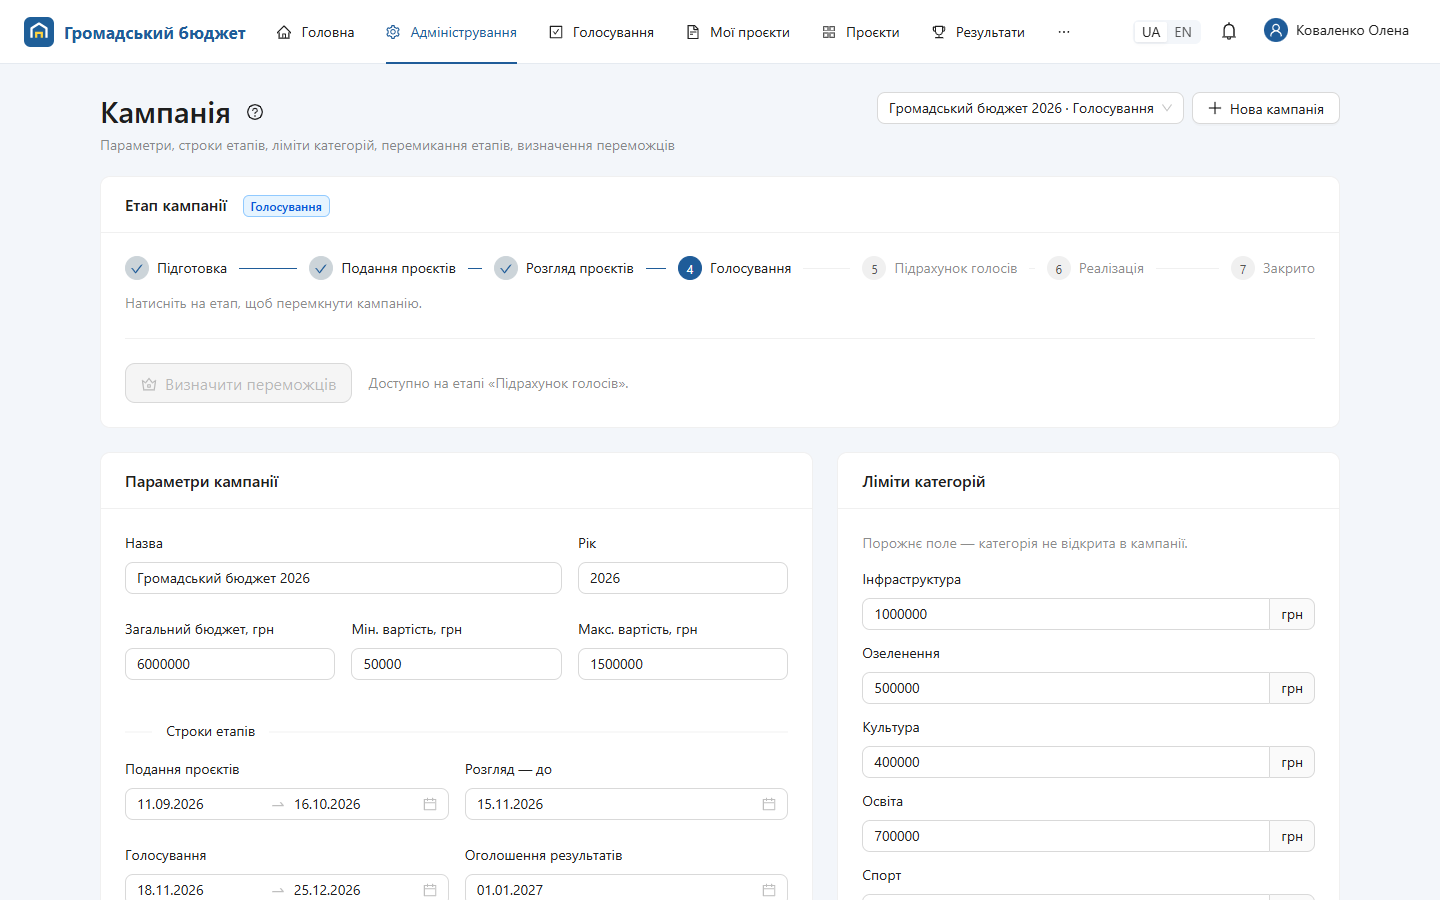 Громадський бюджет
Головна
Адміністрування
Голосування
Мої проєкти
Проєкти
Результати
···
UA EN
Коваленко Олена
Кампанія
Громадський бюджет 2026 · Голосування
Нова кампанія
Параметри, строки етапів, ліміти категорій, перемикання етапів, визначення переможців
Етап кампанії Голосування
Підготовка
Подання проєктів
Розгляд проєктів
4 Голосування
5 Підрахунок голосів
6 Реалізація
7 Закрито
Натисніть на етап, щоб перемкнути кампанію.
Визначити переможців
Доступно на етапі «Підрахунок голосів».
Параметри кампанії
Назва
Рік
Громадський бюджет 2026
2026
Загальний бюджет, грн
Мін. вартість, грн
Макс. вартість, грн
6000000
50000
1500000
Строки етапів
Подання проєктів
Розгляд — до
11.09.2026 → 16.10.2026
15.11.2026
Голосування
Оголошення результатів
18.11.2026 → 25.12.2026
01.01.2027
Ліміти категорій
Порожнє поле — категорія не відкрита в кампанії.
Інфраструктура
1000000 грн
Озеленення
500000 грн
Культура
400000 грн
Освіта
700000 грн
Спорт